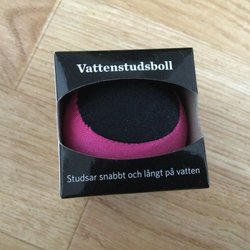 Vattenstudsboll
Studsar snabbt och långt på vatten